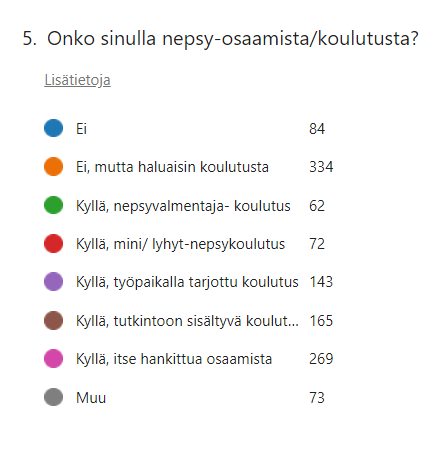 5. Onko sinulla nepsy-osaamista/koulutusta?
Lisätietoja
Ei 84
Ei, mutta haluaisin koulutusta 334
Kyllä, nepsyvalmentaja- koulutus 62
Kyllä, mini/ lyhyt-nepsykoulutus 72
Kyllä, työpaikalla tarjottu koulutus 143
Kyllä, tutkintoon sisältyvä koulut... 165
Kyllä, itse hankittua osaamista 269
Muu 73